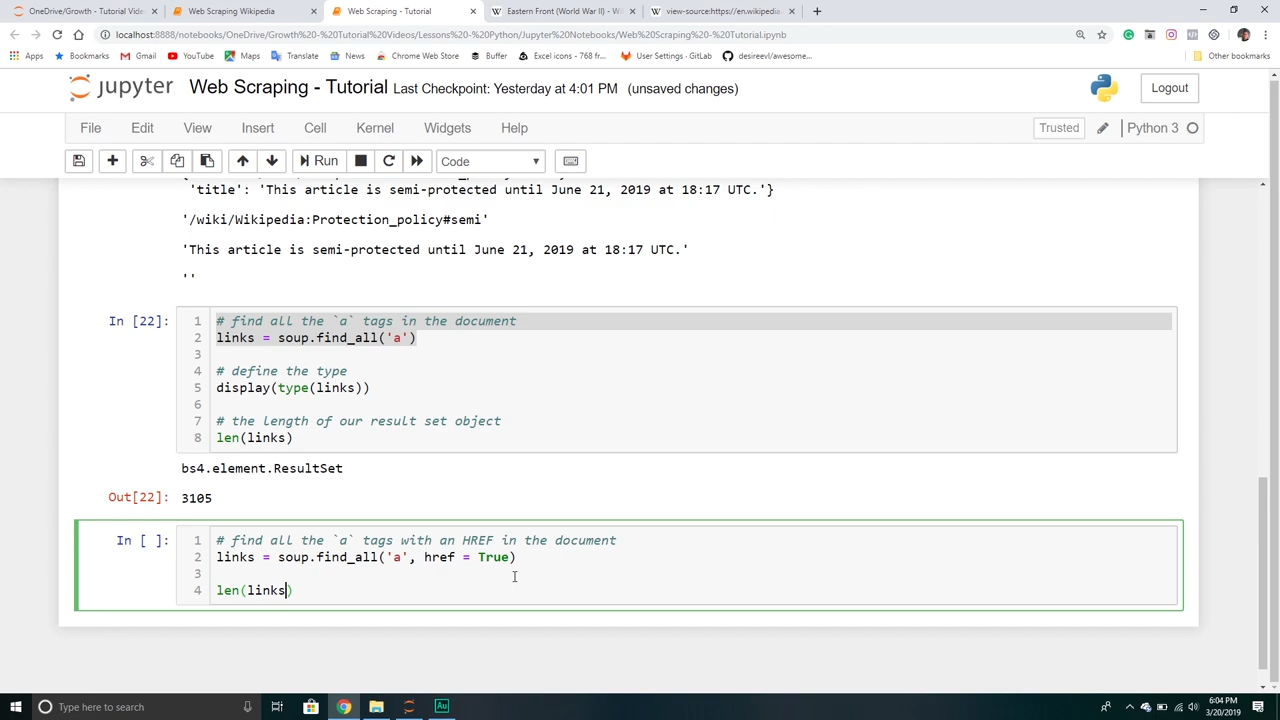 OneDrive/Growth - Tutorial Vide
Web Scraping Wikipedia
Web Scraping - Tutorial
Eastern Front (World War II) - Wi
view-source:https://en.wikipedia.
localhost:8888/notebooks/OneDrive/Growth%20-%20Tutorial%20Videos/Lessons%20-%20Python/Jupyter%20Notebooks/Web%20Scraping%20-%20Tutorial.ipynb
Apps Bookmarks Gmail YouTube Maps Translate News Chrome Web Store Buffer Excel icons - 768 fr... User Settings · GitLab desireevl/awesome... Other bookmarks
jupyter Web Scraping - Tutorial Last Checkpoint: Yesterday at 4:01 PM (unsaved changes) Logout
File Edit View Insert Cell Kernel Widgets Help Trusted Python 3
Run Code
'title': 'This article is semi-protected until June 21, 2019 at 18:17 UTC.'}
'/wiki/Wikipedia:Protection_policy#semi'
'This article is semi-protected until June 21, 2019 at 18:17 UTC.'
''
In [22]: 1 # find all the `a` tags in the document
2 links = soup.find_all('a')
3
4 # define the type
5 display(type(links))
6
7 # the length of our result set object
8 len(links)
bs4.element.ResultSet
Out[22]: 3105
In [ ]: 1 # find all the `a` tags with an HREF in the document
2 links = soup.find_all('a', href = True)
3
4 len(links)
Type here to search
6:04 PM
3/20/2019